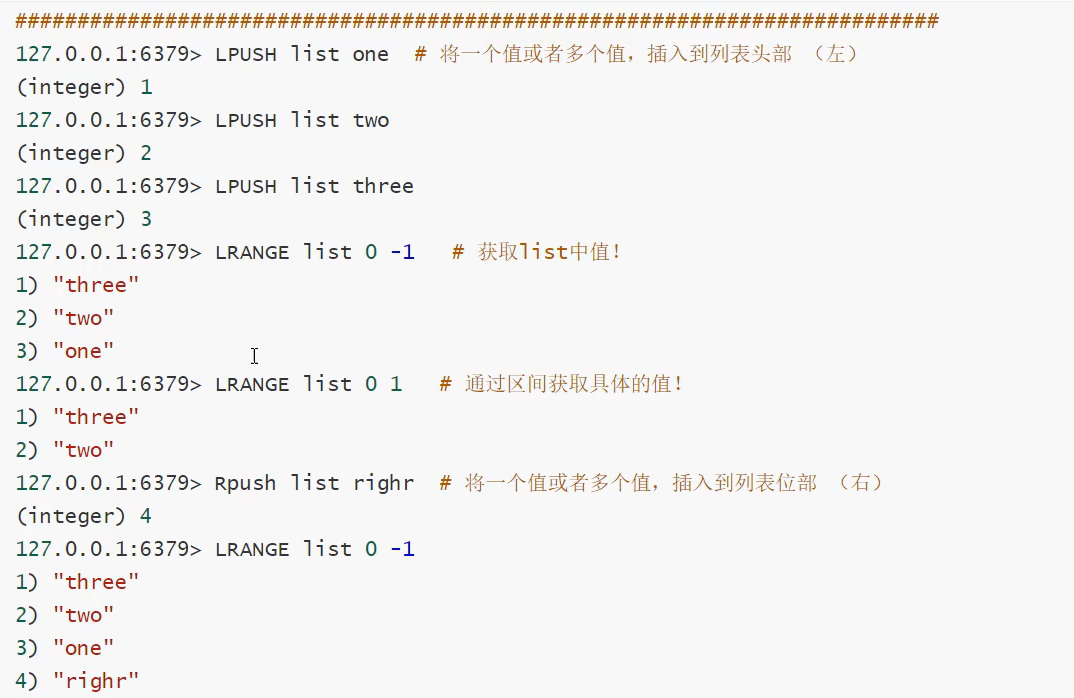 ##########################################################################
127.0.0.1:6379> LPUSH list one  # 将一个值或者多个值，插入到列表头部 （左）
(integer) 1
127.0.0.1:6379> LPUSH list two
(integer) 2
127.0.0.1:6379> LPUSH list three
(integer) 3
127.0.0.1:6379> LRANGE list 0 -1   # 获取list中值！
1) "three"
2) "two"
3) "one"
127.0.0.1:6379> LRANGE list 0 1   # 通过区间获取具体的值！
1) "three"
2) "two"
127.0.0.1:6379> Rpush list righr  # 将一个值或者多个值，插入到列表位部 （右）
(integer) 4
127.0.0.1:6379> LRANGE list 0 -1
1) "three"
2) "two"
3) "one"
4) "righr"